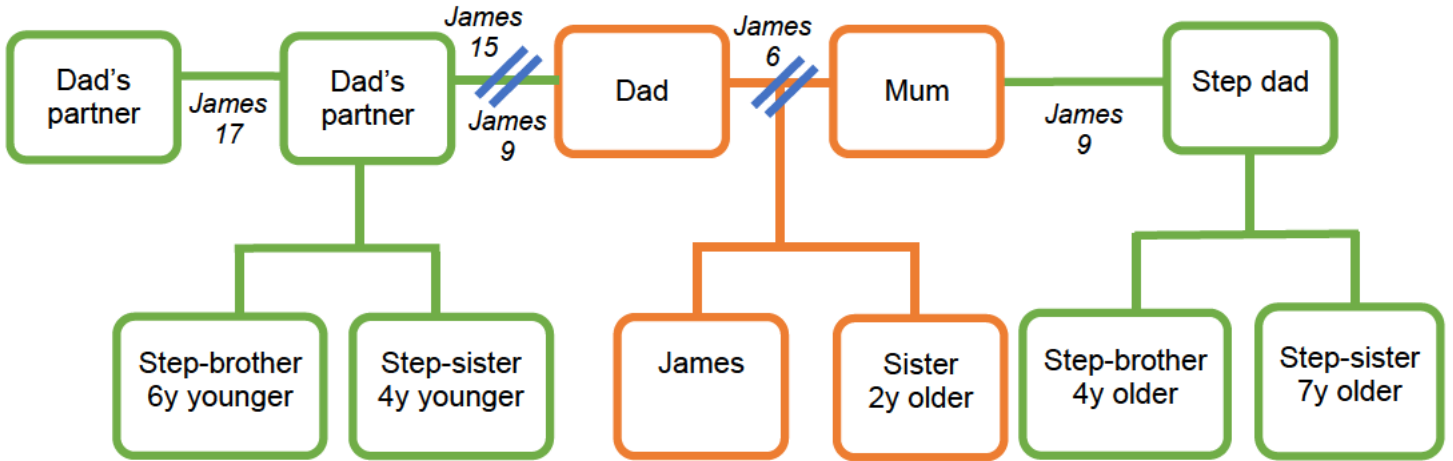 James
15
James
6
Dad's
partner
James
17
Dad's
partner
James
9
Dad
Mum
James
9
Step dad
Step-brother
6y younger
Step-sister
4y younger
James
Sister
2y older
Step-brother
4y older
Step-sister
7y older